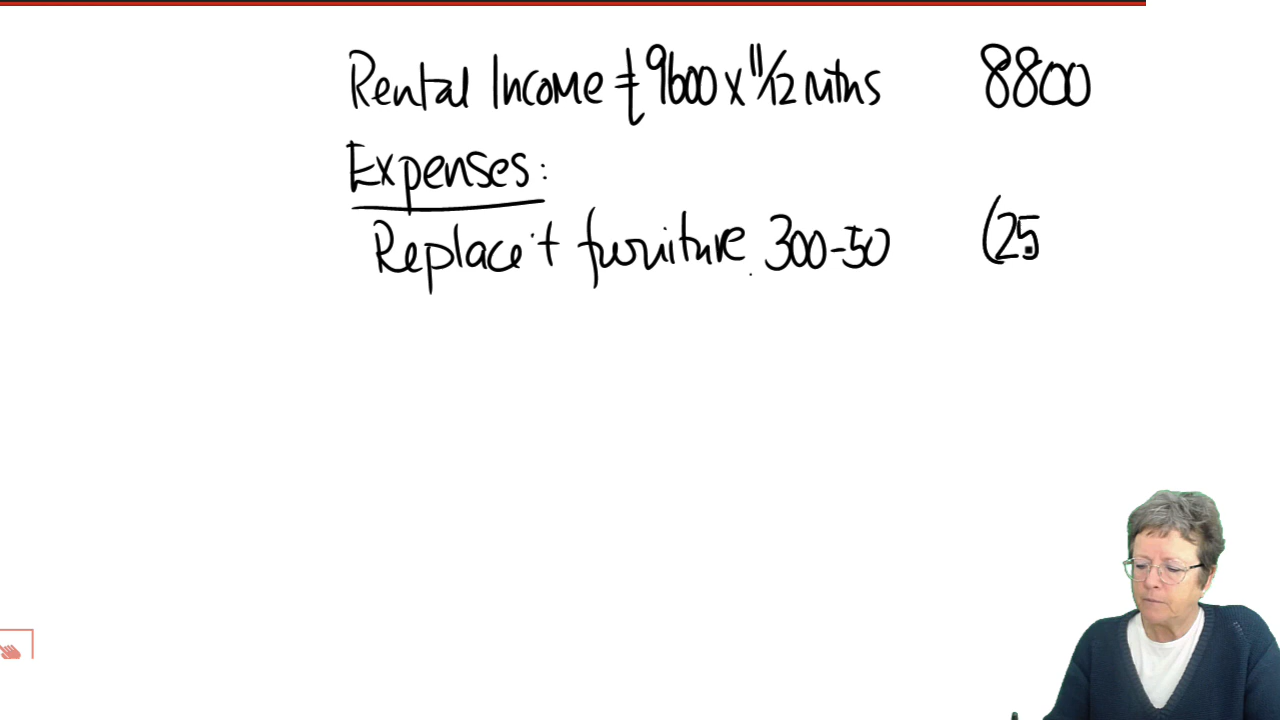 Rental Income £9600 x 11/12 mths 8800
Expenses:
Replace't furniture 300-50 (25